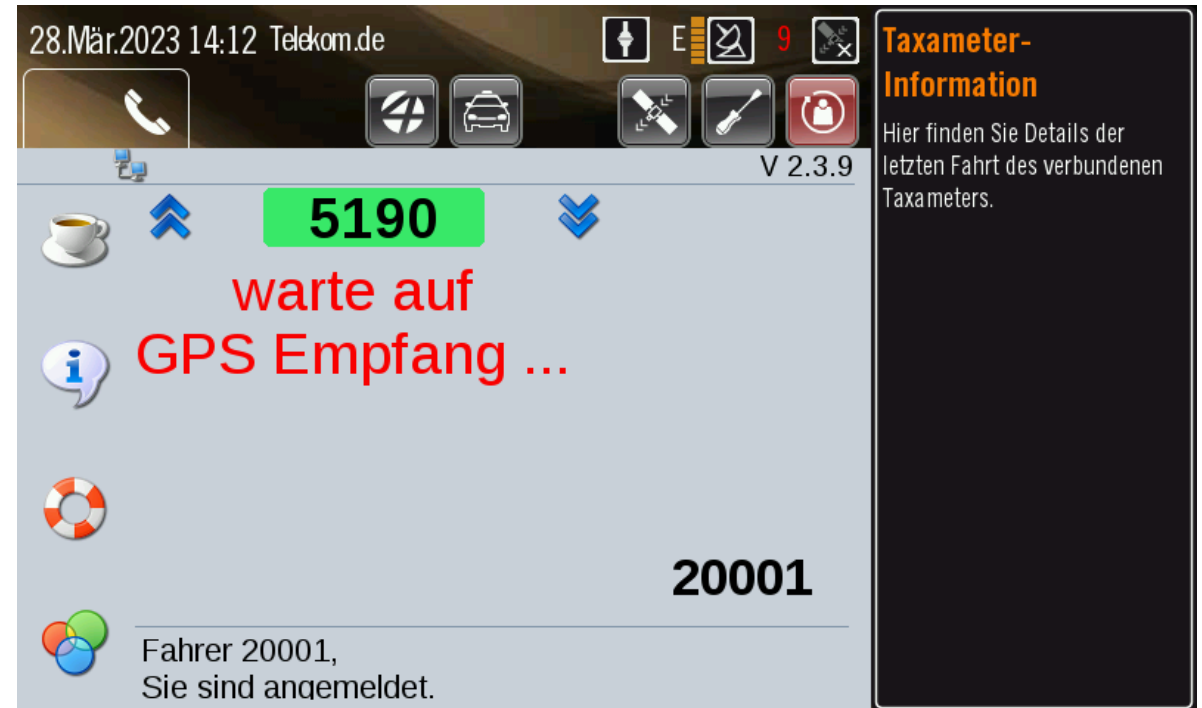 28.Mär.2023 14:12 Telekom.de E 9
V 2.3.9
5190
warte auf
GPS Empfang ...
20001
Fahrer 20001,
Sie sind angemeldet.
Taxameter-
Information
Hier finden Sie Details der
letzten Fahrt des verbundenen
Taxameters.